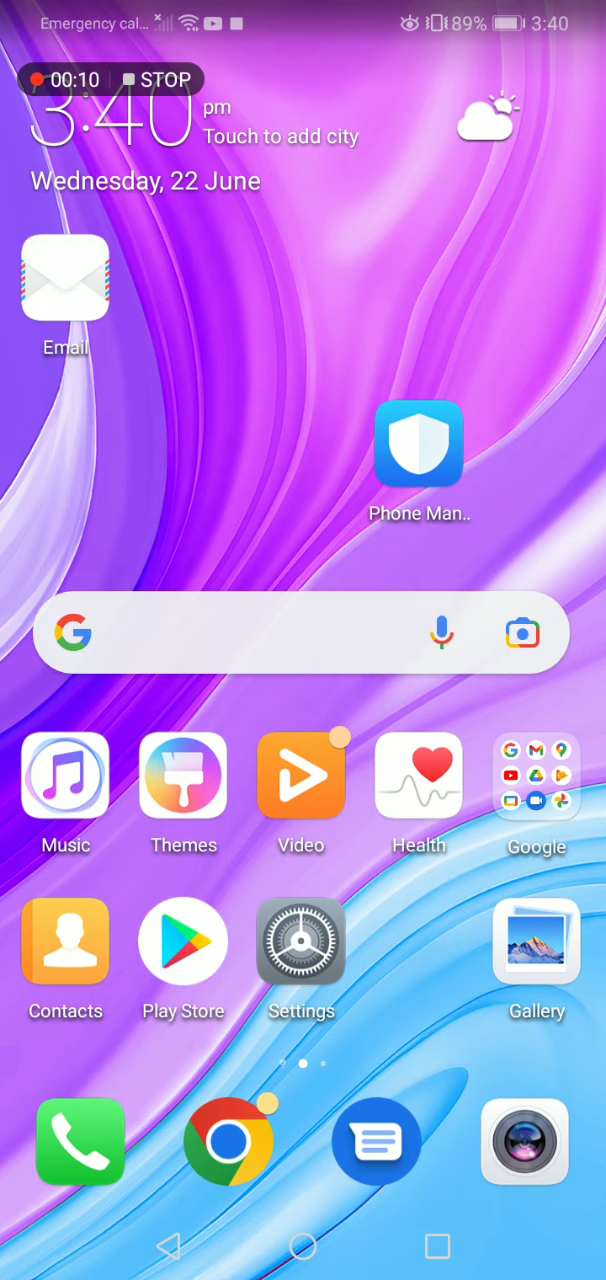 Emergency cal... 89% 3:40
00:10 STOP
3:40 pm
Touch to add city
Wednesday, 22 June
Email
Phone Man..
Music Themes Video Health Google
Contacts Play Store Settings Gallery